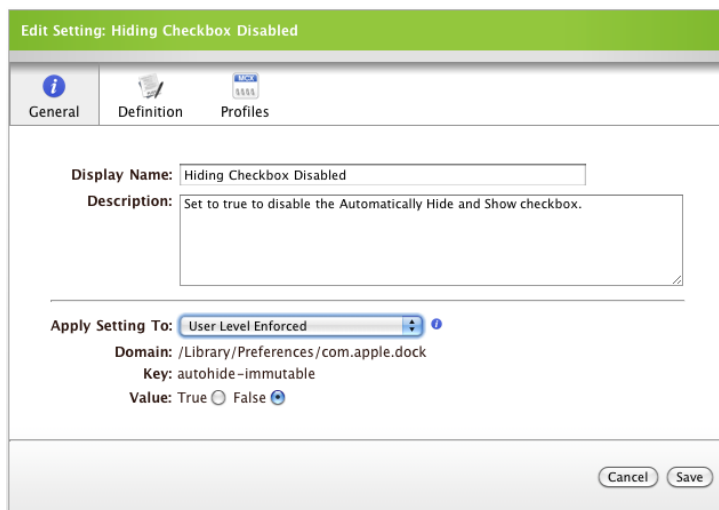 Edit Setting: Hiding Checkbox Disabled
MCX
General Definition Profiles
Display Name: Hiding Checkbox Disabled
Description: Set to true to disable the Automatically Hide and Show checkbox.
Apply Setting To: User Level Enforced
Domain: /Library/Preferences/com.apple.dock
Key: autohide-immutable
Value: True False
Cancel Save